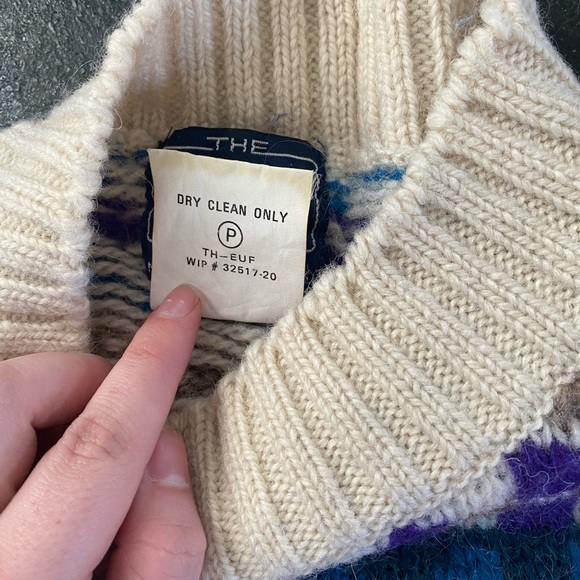 THE
DRY CLEAN ONLY
P
TH-EUF
WIP # 32517-20